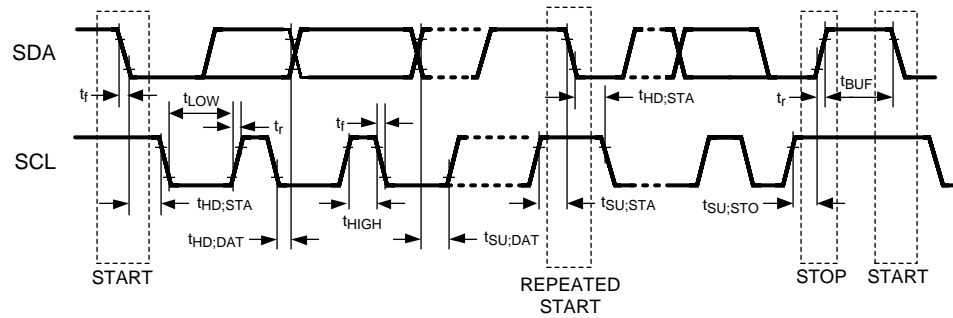 SDA
tf
tLOW
tr
tf
tHD;STA
tr
tBUF
SCL
tHD;STA
tHD;DAT
tHIGH
tSU;DAT
tSU;STA
tSU;STO
START
REPEATED
START
STOP
START